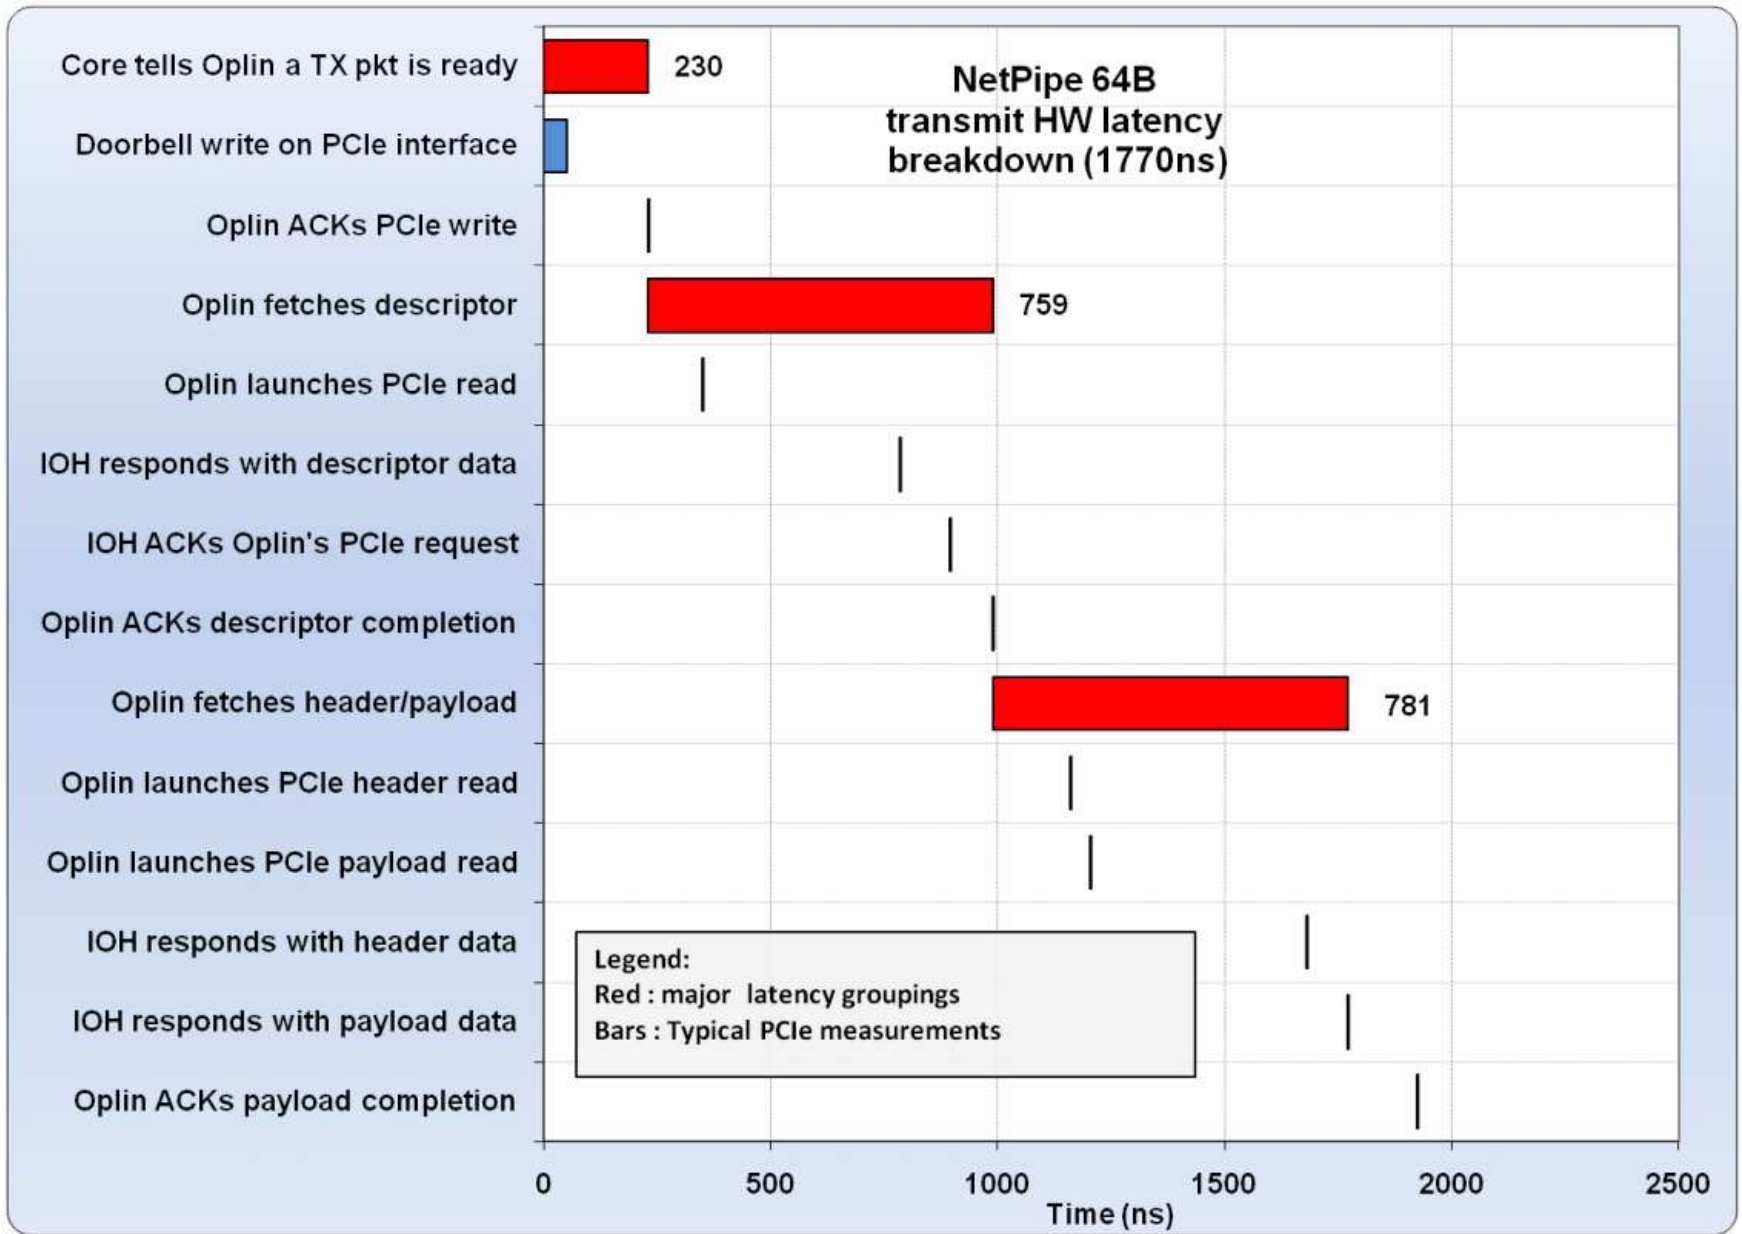 Core tells Oplin a TX pkt is ready
230
NetPipe 64B
transmit HW latency
breakdown (1770ns)
Doorbell write on PCIe interface
Oplin ACKs PCIe write
Oplin fetches descriptor
759
Oplin launches PCIe read
IOH responds with descriptor data
IOH ACKs Oplin's PCIe request
Oplin ACKs descriptor completion
Oplin fetches header/payload
781
Oplin launches PCIe header read
Oplin launches PCIe payload read
IOH responds with header data
IOH responds with payload data
Oplin ACKs payload completion
Legend:
Red : major latency groupings
Bars : Typical PCIe measurements
0 500 1000 1500 2000 2500
Time (ns)